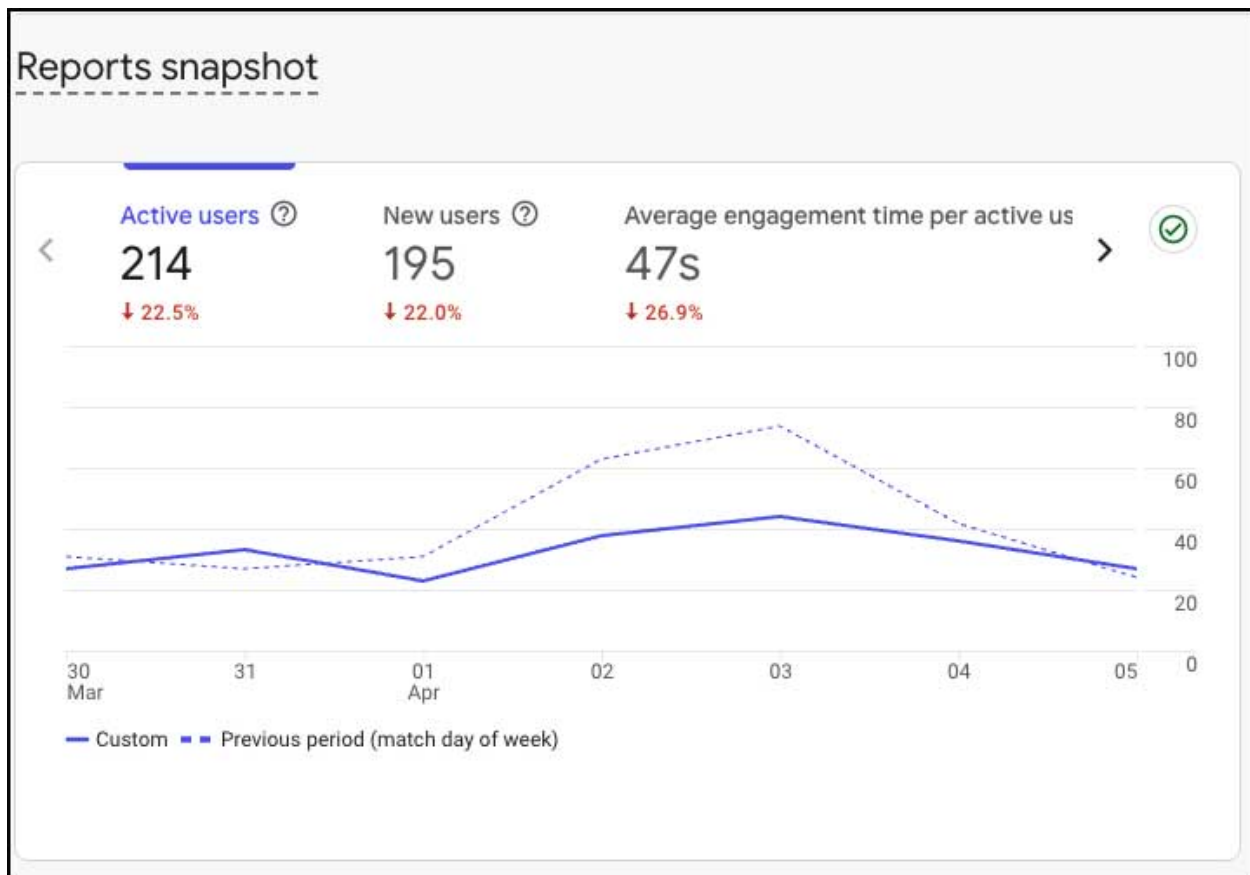 Reports snapshot
Active users
New users
Average engagement time per active us
214
195
47s
↓ 22.5%
↓ 22.0%
↓ 26.9%
100
80
60
40
20
0
30
Mar
31
01
Apr
02
03
04
05
Custom
Previous period (match day of week)